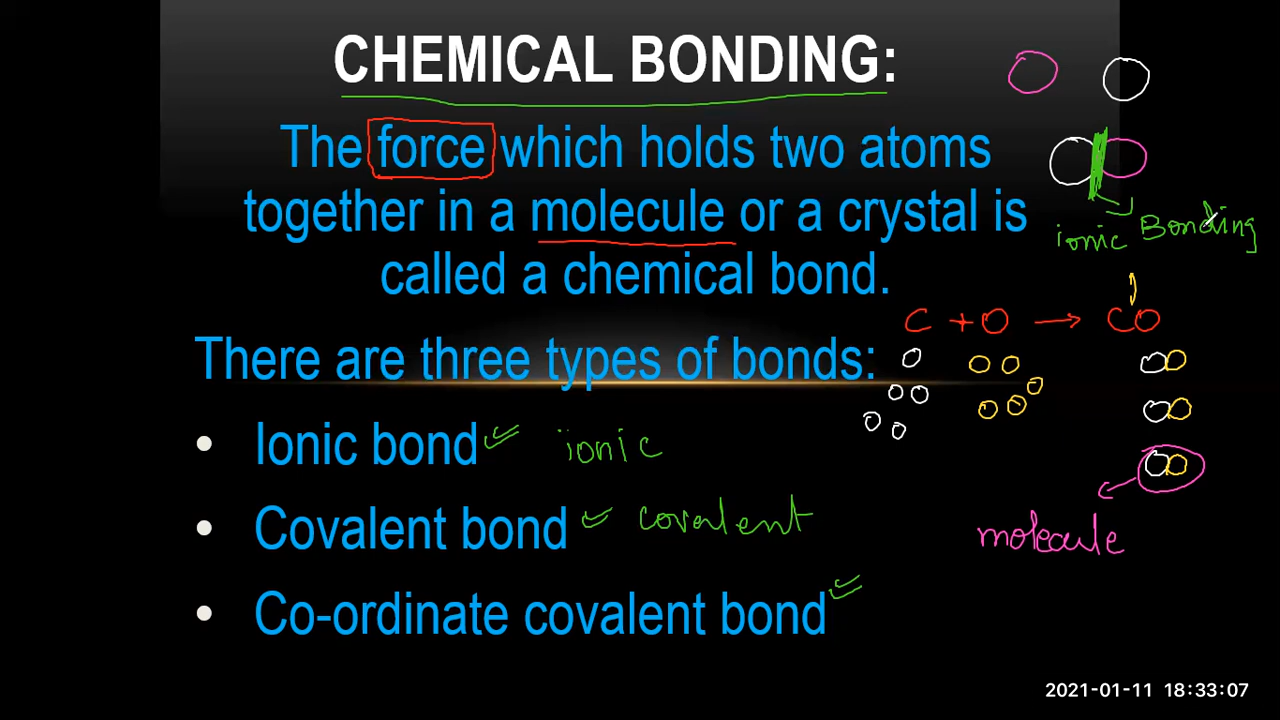 CHEMICAL BONDING:
The force which holds two atoms
together in a molecule or a crystal is
called a chemical bond.
ionic Bonding
C + O → CO
There are three types of bonds:
• Ionic bond ionic
• Covalent bond covalent
molecule
• Co-ordinate covalent bond
2021-01-11 18:33:07